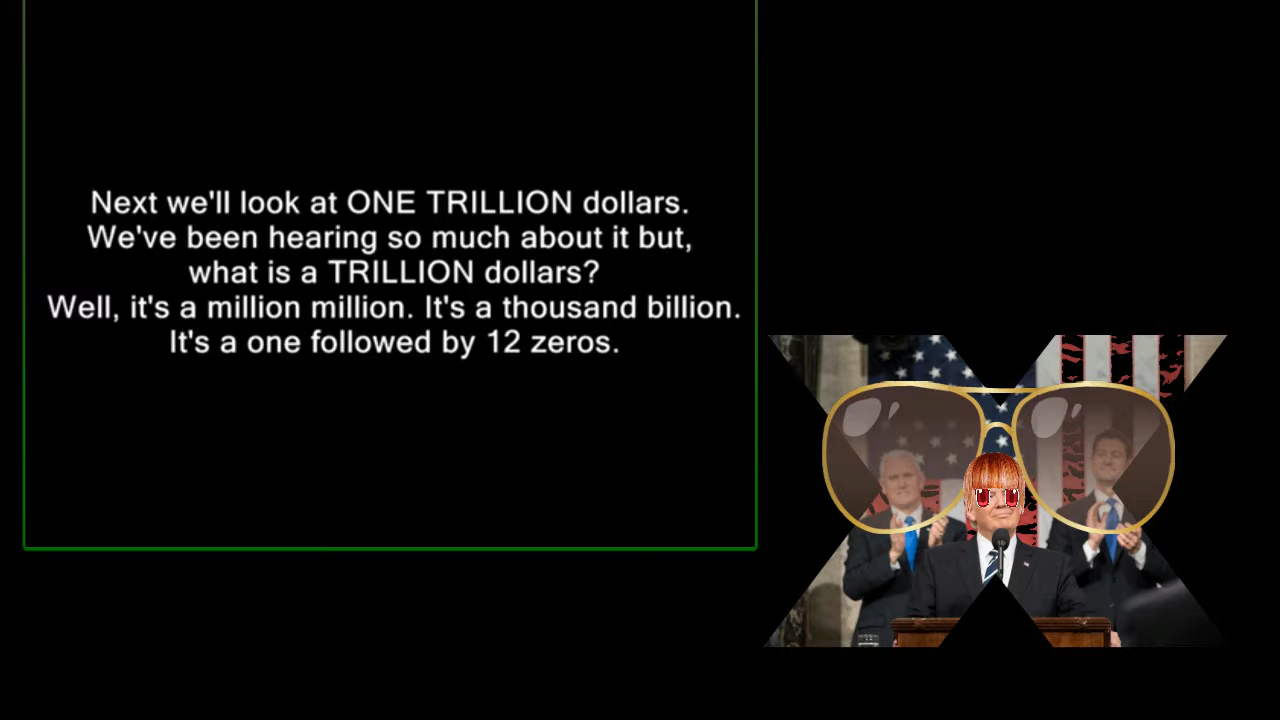 Next we'll look at ONE TRILLION dollars.
We've been hearing so much about it but,
what is a TRILLION dollars?
Well, it's a million million. It's a thousand billion.
It's a one followed by 12 zeros.